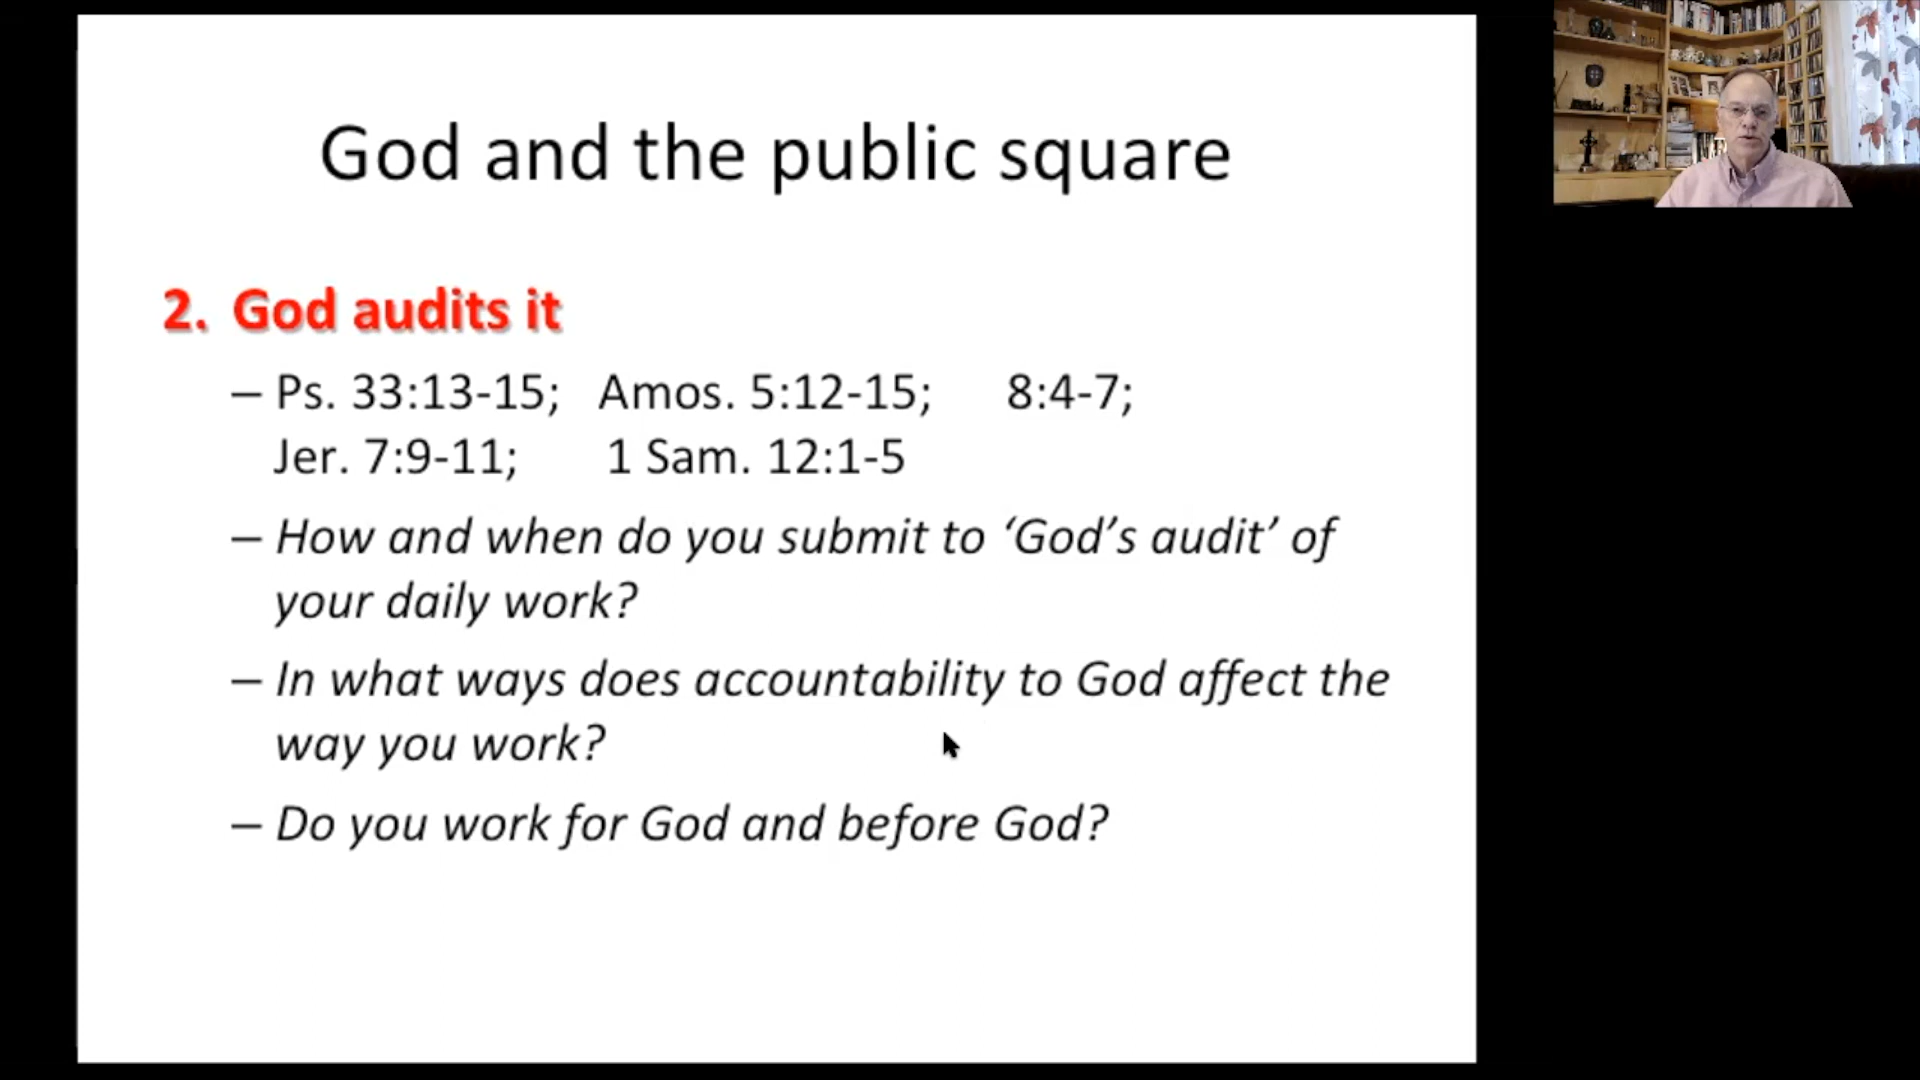 God and the public square
2. God audits it
– Ps. 33:13-15; Amos. 5:12-15; 8:4-7;
Jer. 7:9-11; 1 Sam. 12:1-5
– How and when do you submit to ‘God’s audit’ of
your daily work?
– In what ways does accountability to God affect the
way you work?
– Do you work for God and before God?